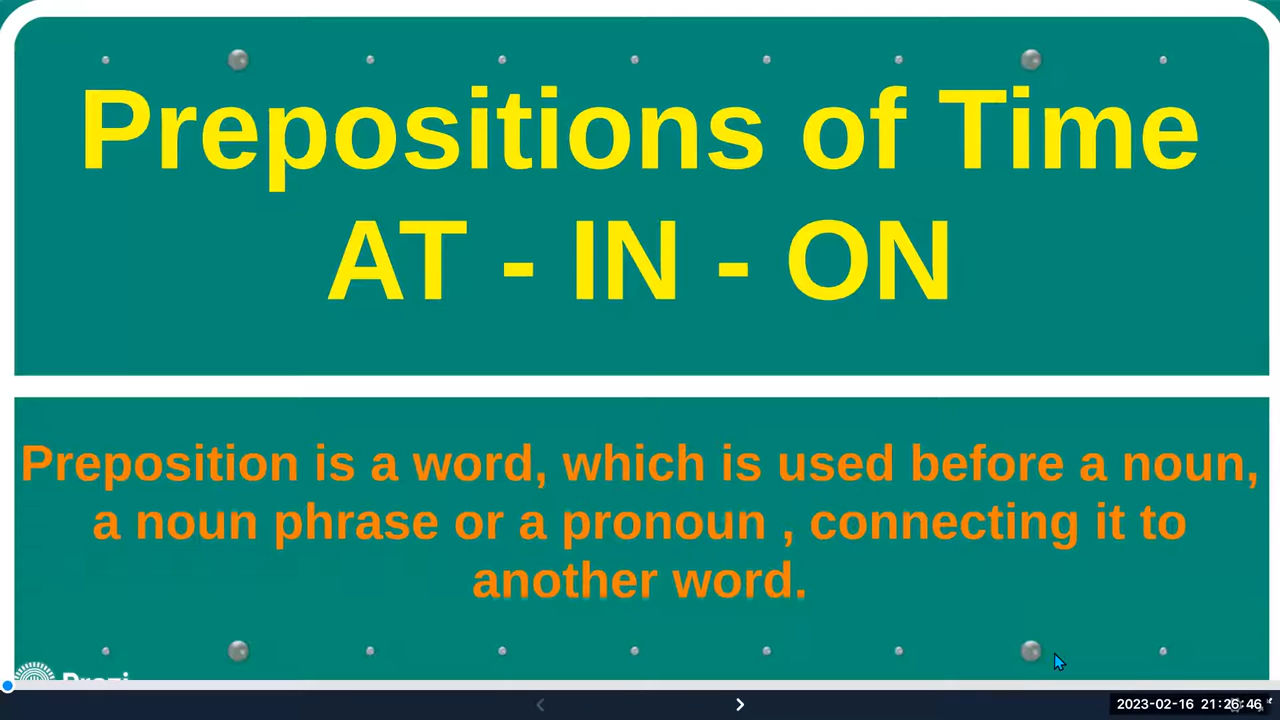 Prepositions of Time
AT - IN - ON
Preposition is a word, which is used before a noun,
a noun phrase or a pronoun , connecting it to
another word.
Prezi
2023-02-16 21:26:46